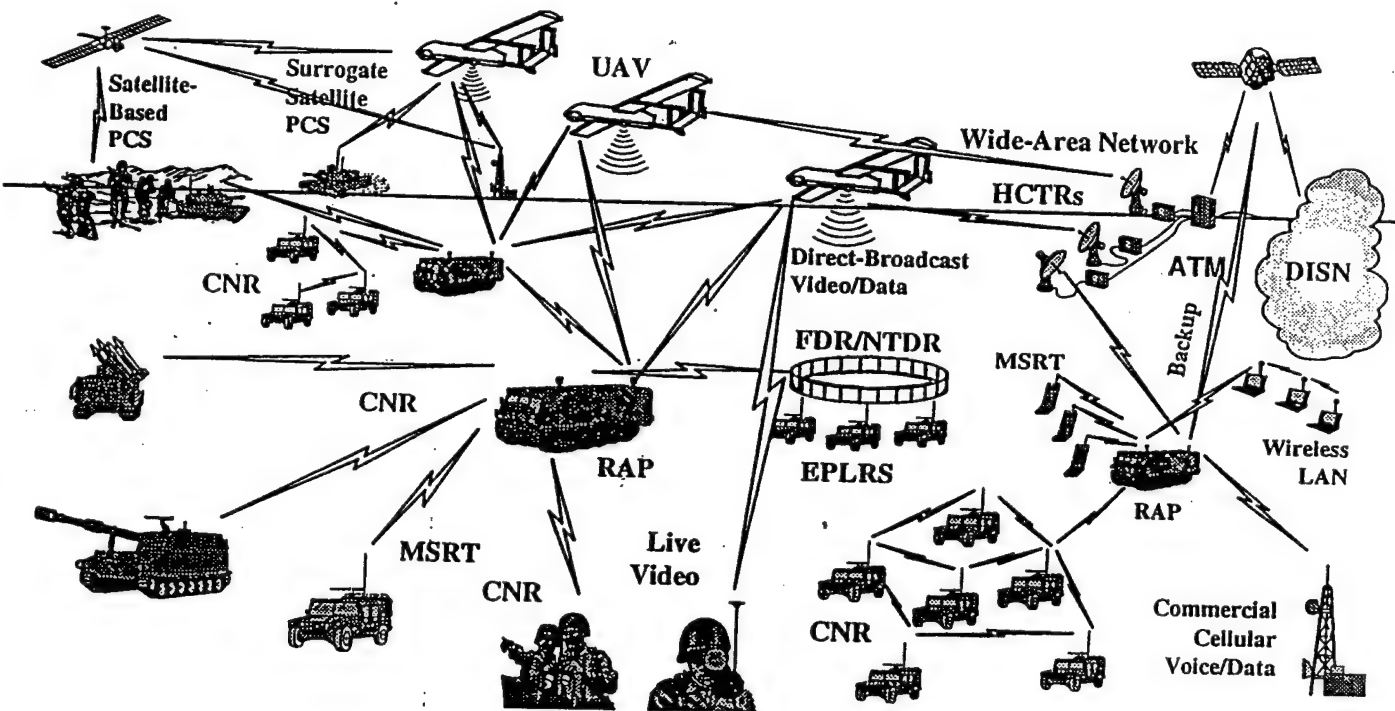 UAV
Satellite-
Based
PCS
Surrogate
Satellite
PCS
Wide-Area Network
HCTRs
Direct-Broadcast
Video/Data
ATM
DISN
CNR
FDR/NTDR
MSRT
Backup
CNR
RAP
EPLRS
Wireless
LAN
RAP
MSRT
CNR
Live
Video
CNR
Commercial
Cellular
Voice/Data